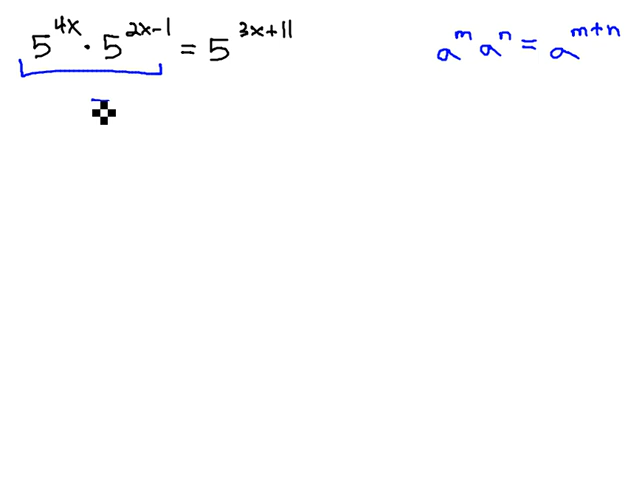 5^{4x} · 5^{2x-1} = 5^{3x+11}
a^m a^n = a^{m+n}